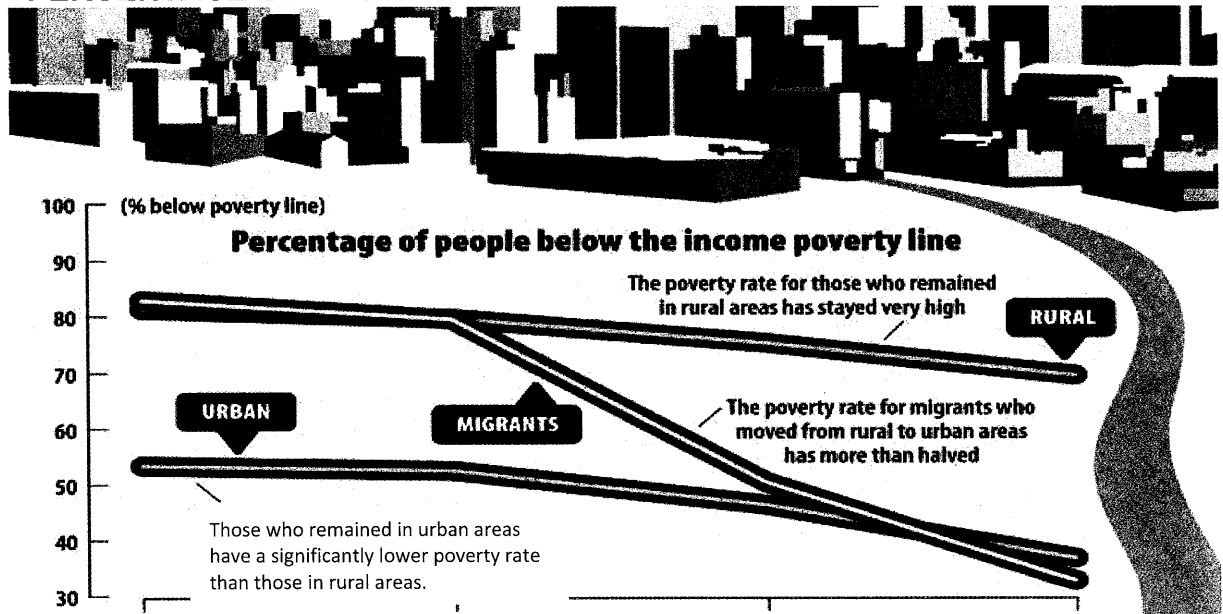 100
(% below poverty line)
Percentage of people below the income poverty line
90
The poverty rate for those who remained
in rural areas has stayed very high
80
RURAL
70
URBAN
MIGRANTS
The poverty rate for migrants who
moved from rural to urban areas
has more than halved
60
50
Those who remained in urban areas
have a significantly lower poverty rate
than those in rural areas.
40
30